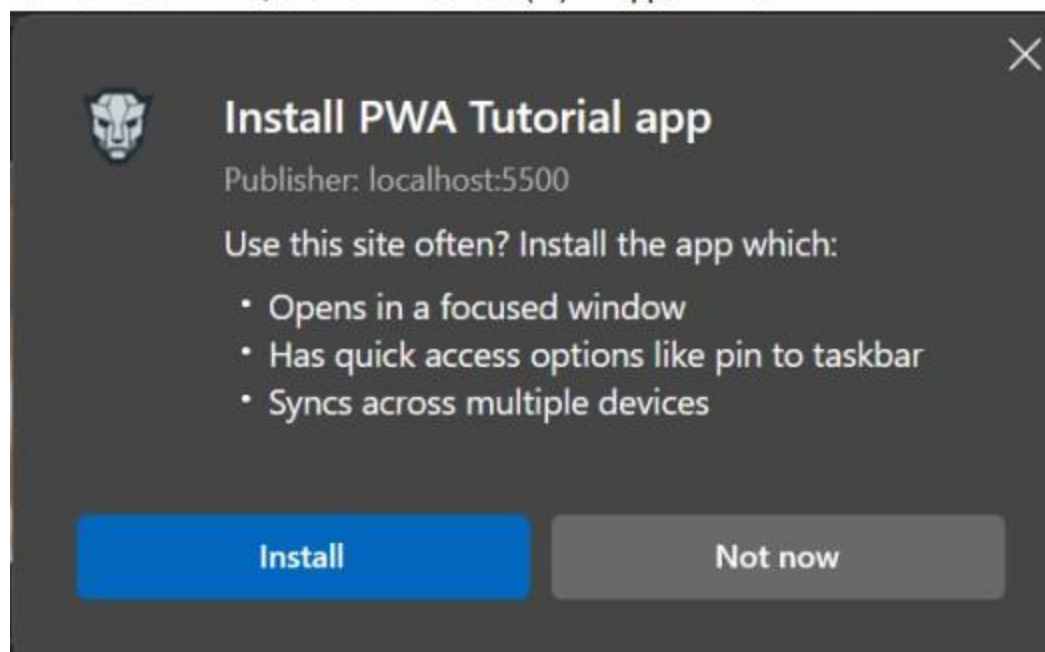 Install PWA Tutorial app
Publisher: localhost:5500
Use this site often? Install the app which:
• Opens in a focused window
• Has quick access options like pin to taskbar
• Syncs across multiple devices
Install
Not now